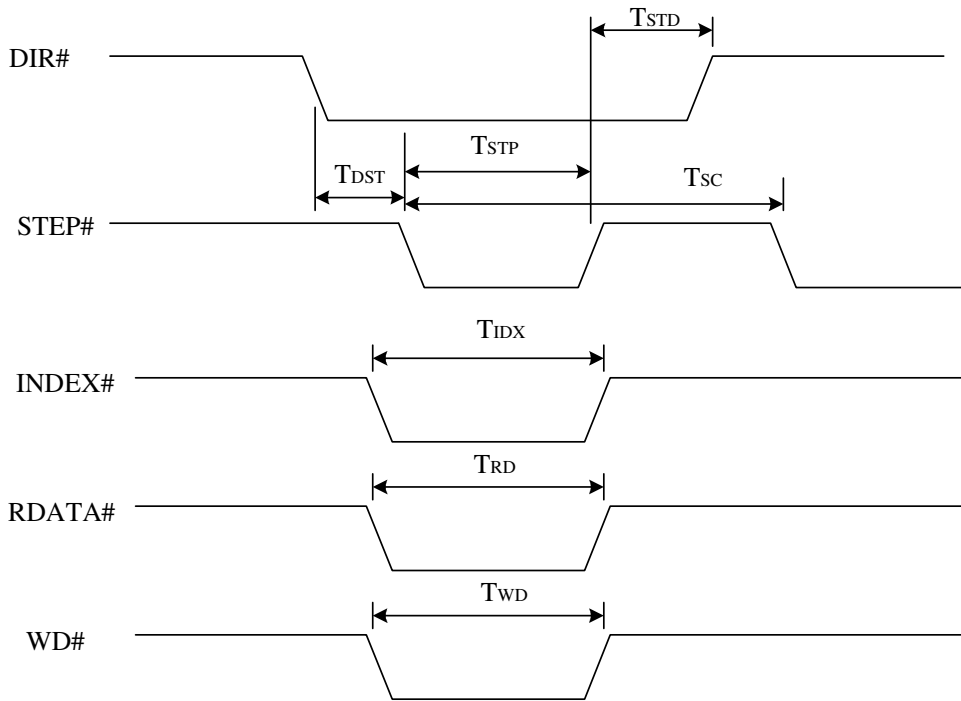 TSTD
DIR#
TSTP
TDST
TSC
STEP#
TIDX
INDEX#
TRD
RDATA#
TWD
WD#